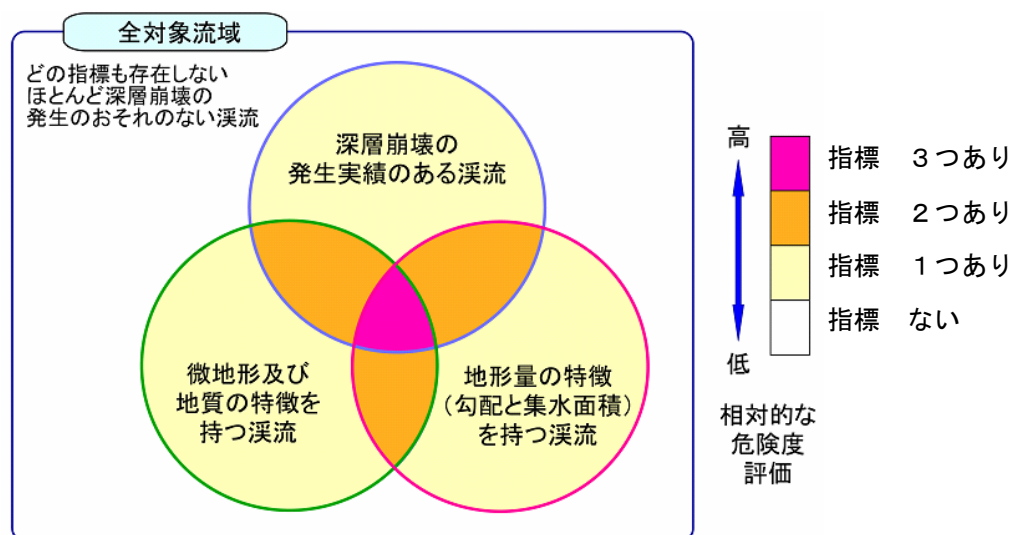 全対象流域
どの指標も存在しない
ほとんど深層崩壊の
発生のおそれのない渓流
深層崩壊の
発生実績のある渓流
微地形及び
地質の特徴を
持つ渓流
地形量の特徴
(勾配と集水面積)
を持つ渓流
高
指標　３つあり
指標　２つあり
指標　１つあり
指標　ない
低
相対的な
危険度
評価